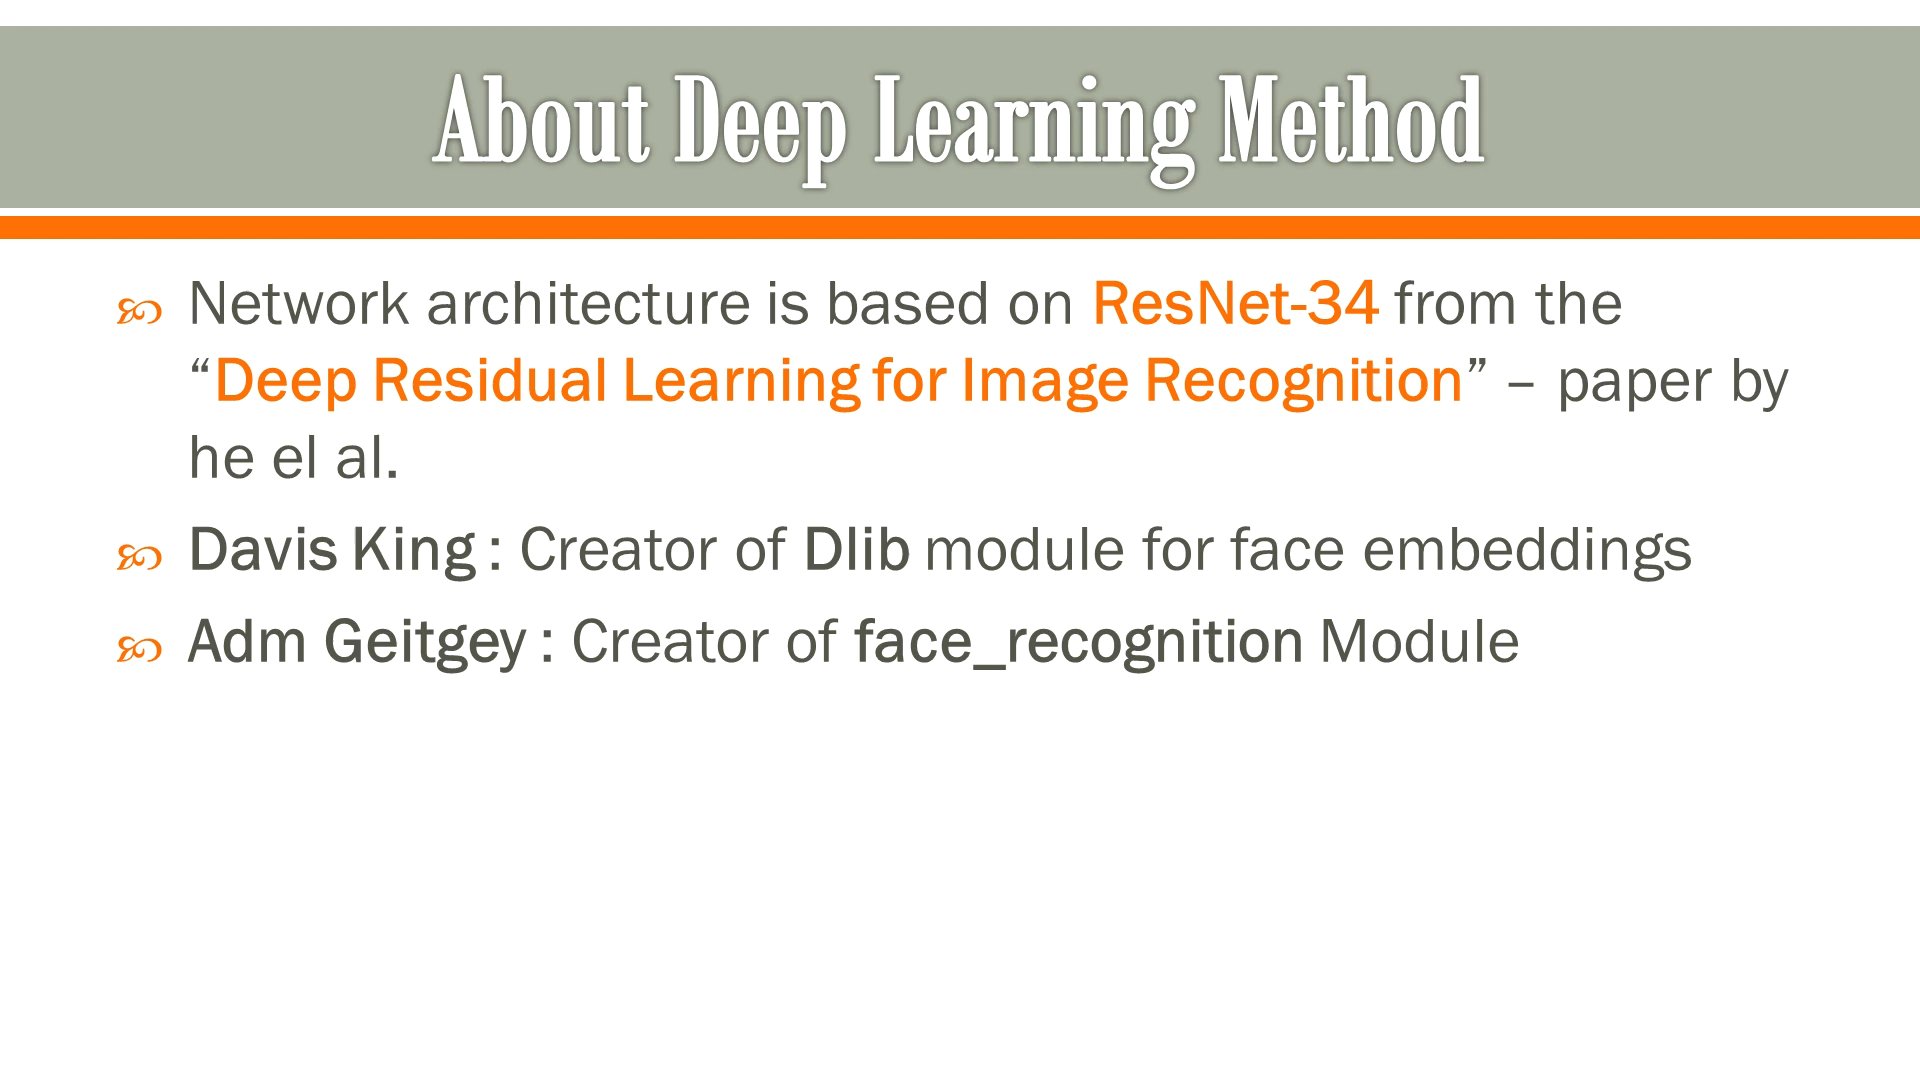 About Deep Learning Method
Network architecture is based on ResNet-34 from the
“Deep Residual Learning for Image Recognition” – paper by
he el al.
Davis King : Creator of Dlib module for face embeddings
Adm Geitgey : Creator of face_recognition Module